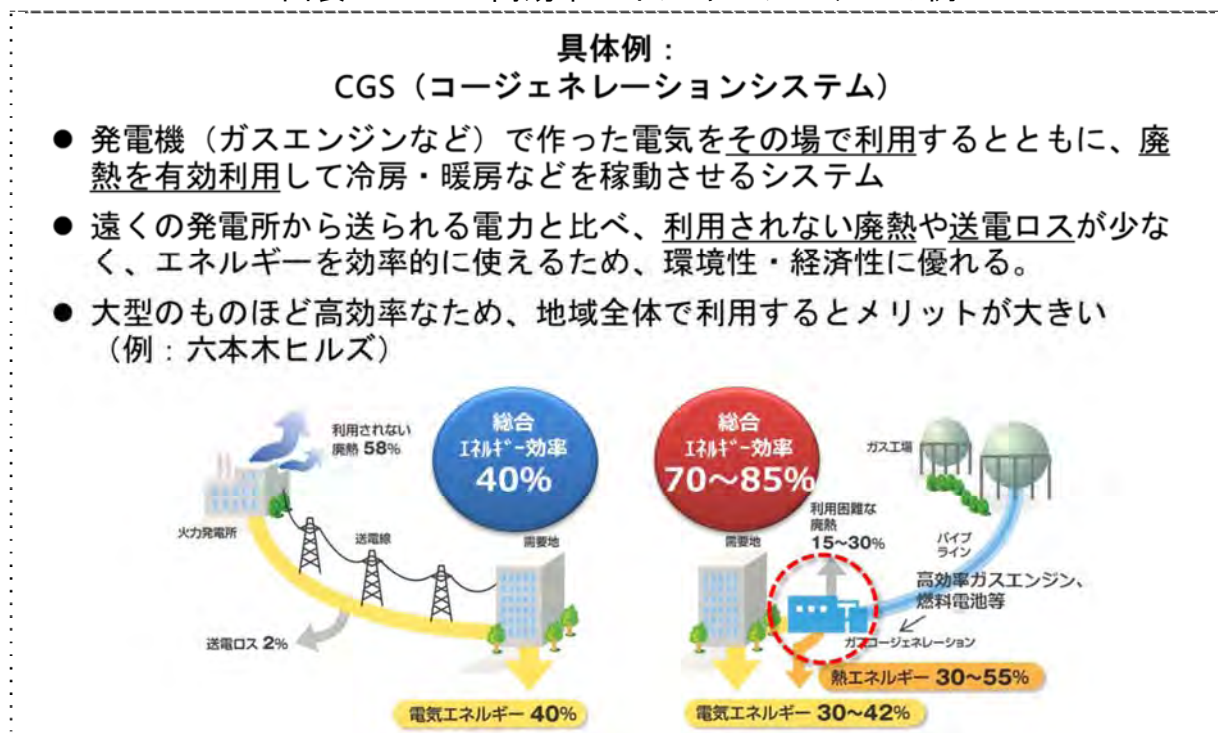 具体例：
CGS（コージェネレーションシステム）
● 発電機（ガスエンジンなど）で作った電気をその場で利用するとともに、廃
熱を有効利用して冷房・暖房などを稼動させるシステム
● 遠くの発電所から送られる電力と比べ、利用されない廃熱や送電ロスが少な
く、エネルギーを効率的に使えるため、環境性・経済性に優れる。
● 大型のものほど高効率なため、地域全体で利用するとメリットが大きい
（例：六本木ヒルズ）
利用されない
廃熱 58%
総合
ｴﾈﾙｷﾞｰ効率
40%
火力発電所
送電線
需要地
送電ロス 2%
電気エネルギー 40%
総合
ｴﾈﾙｷﾞｰ効率
70～85%
ガス工場
利用困難な
廃熱
15～30%
需要地
パイプ
ライン
高効率ガスエンジン、
燃料電池等
ガスコージェネレーション
熱エネルギー 30～55%
電気エネルギー 30～42%